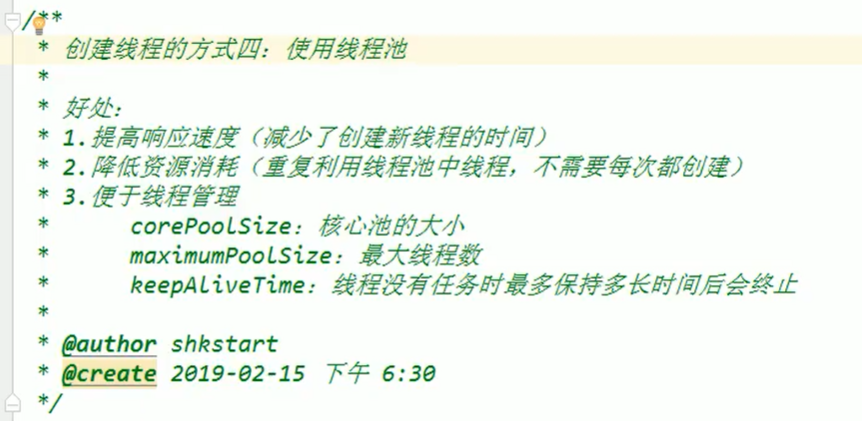 /**
* 创建线程的方式四：使用线程池
*
* 好处：
* 1.提高响应速度（减少了创建新线程的时间）
* 2.降低资源消耗（重复利用线程池中线程，不需要每次都创建）
* 3.便于线程管理
*      corePoolSize：核心池的大小
*      maximumPoolSize：最大线程数
*      keepAliveTime：线程没有任务时最多保持多长时间后会终止
*
* @author shkstart
* @create 2019-02-15 下午 6:30
*/